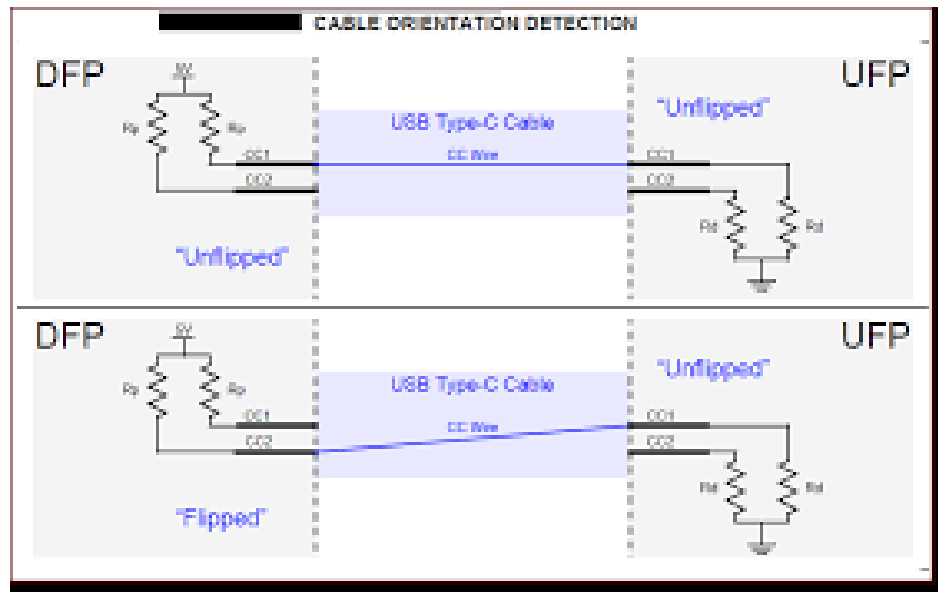 CABLE ORIENTATION DETECTION
DFP
5V
UFP
"Unflipped"
USB Type-C Cable
Rp
Rp
CC1
CC Wire
CC1
CC2
CC2
Rd
Rd
"Unflipped"
DFP
5V
UFP
"Unflipped"
USB Type-C Cable
Rp
Rp
CC1
CC Wire
CC1
CC2
CC2
Rd
Rd
"Flipped"